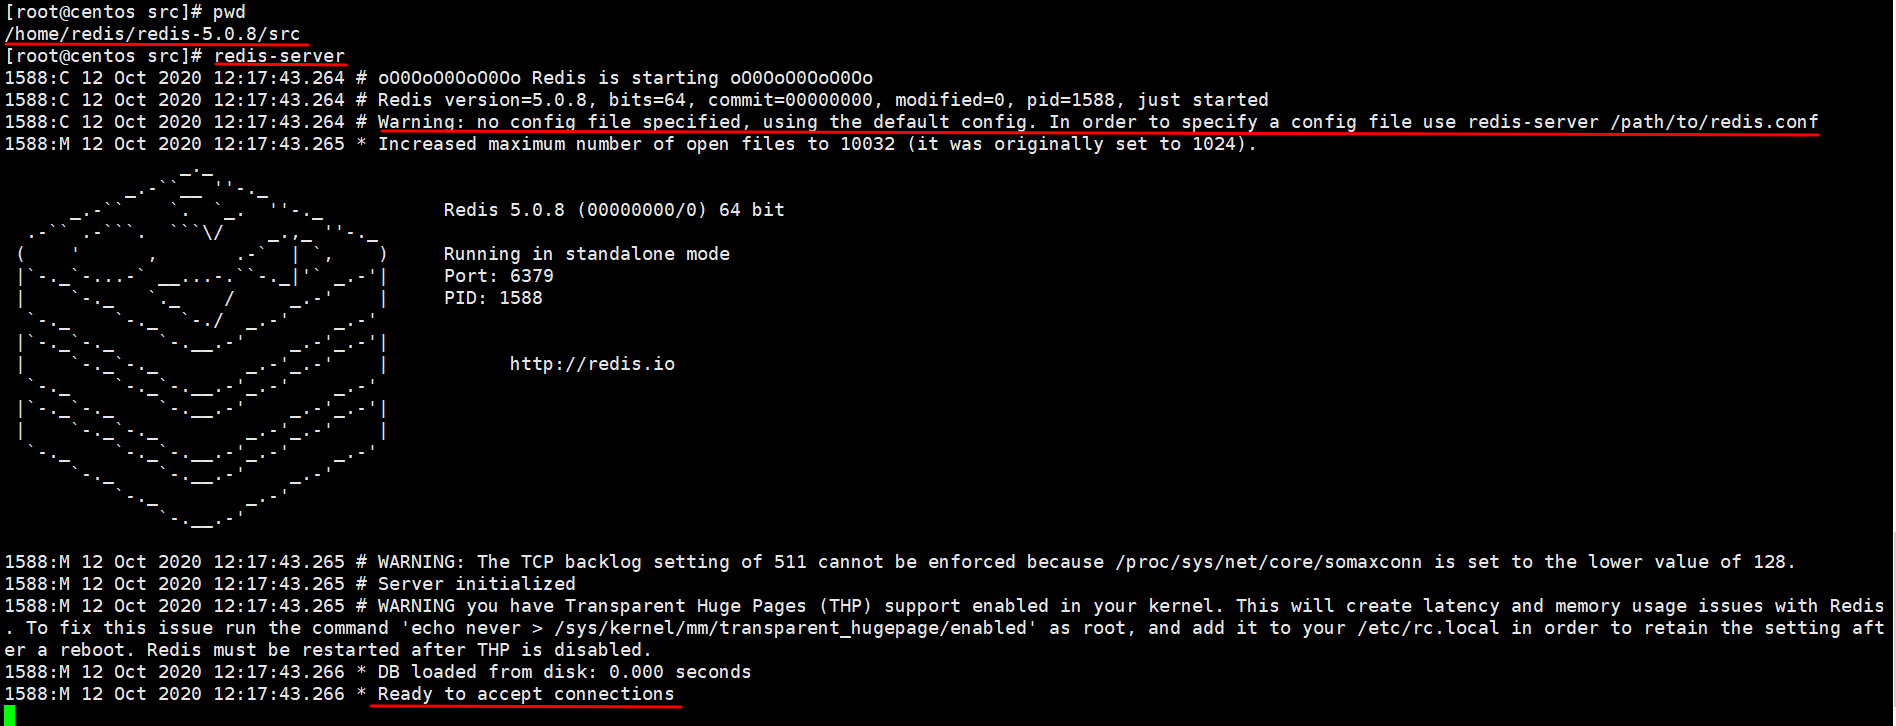 [root@centos src]# pwd
/home/redis/redis-5.0.8/src
[root@centos src]# redis-server
1588:C 12 Oct 2020 12:17:43.264 # oO0OoO0OoO0Oo Redis is starting oO0OoO0OoO0Oo
1588:C 12 Oct 2020 12:17:43.264 # Redis version=5.0.8, bits=64, commit=00000000, modified=0, pid=1588, just started
1588:C 12 Oct 2020 12:17:43.264 # Warning: no config file specified, using the default config. In order to specify a config file use redis-server /path/to/redis.conf
1588:M 12 Oct 2020 12:17:43.265 * Increased maximum number of open files to 10032 (it was originally set to 1024).
Redis 5.0.8 (00000000/0) 64 bit
Running in standalone mode
Port: 6379
PID: 1588
http://redis.io
1588:M 12 Oct 2020 12:17:43.265 # WARNING: The TCP backlog setting of 511 cannot be enforced because /proc/sys/net/core/somaxconn is set to the lower value of 128.
1588:M 12 Oct 2020 12:17:43.265 # Server initialized
1588:M 12 Oct 2020 12:17:43.265 # WARNING you have Transparent Huge Pages (THP) support enabled in your kernel. This will create latency and memory usage issues with Redis
. To fix this issue run the command 'echo never > /sys/kernel/mm/transparent_hugepage/enabled' as root, and add it to your /etc/rc.local in order to retain the setting aft
er a reboot. Redis must be restarted after THP is disabled.
1588:M 12 Oct 2020 12:17:43.266 * DB loaded from disk: 0.000 seconds
1588:M 12 Oct 2020 12:17:43.266 * Ready to accept connections